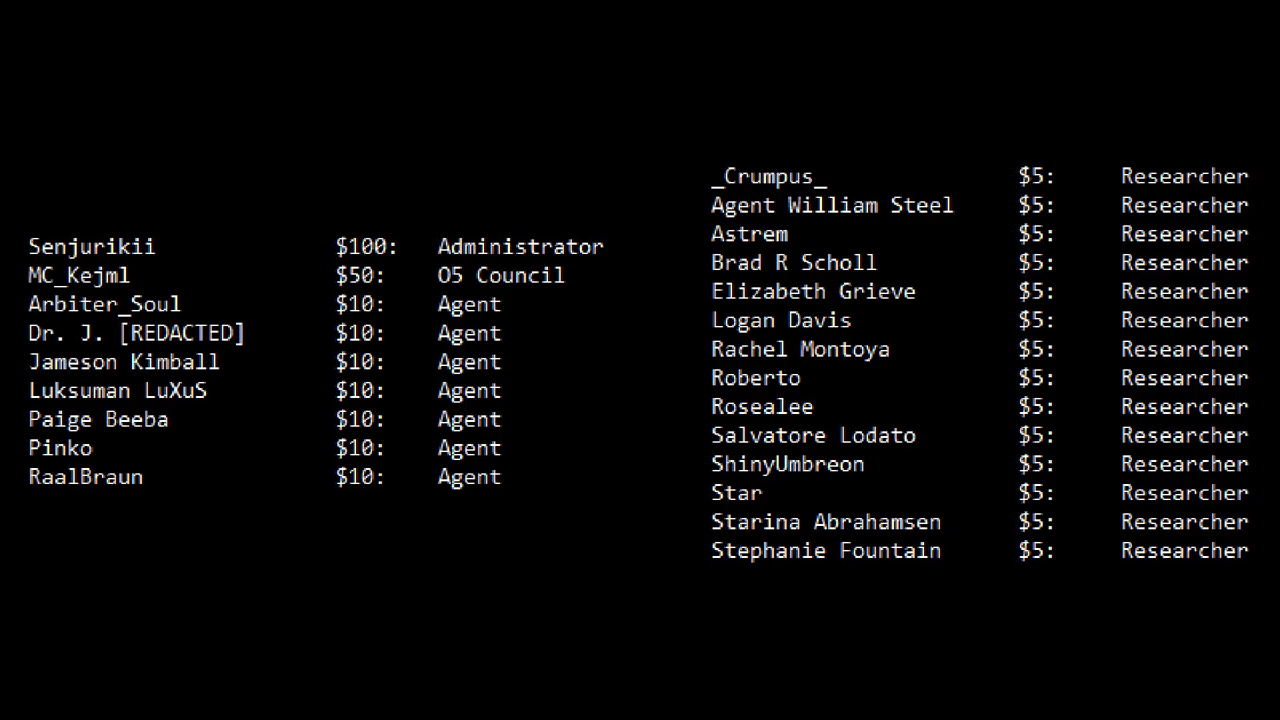 Senjurikii $100: Administrator
MC_Kejml $50: O5 Council
Arbiter_Soul $10: Agent
Dr. J. [REDACTED] $10: Agent
Jameson Kimball $10: Agent
Luksuman LuXuS $10: Agent
Paige Beeba $10: Agent
Pinko $10: Agent
RaalBraun $10: Agent
_Crumpus_ $5: Researcher
Agent William Steel $5: Researcher
Astrem $5: Researcher
Brad R Scholl $5: Researcher
Elizabeth Grieve $5: Researcher
Logan Davis $5: Researcher
Rachel Montoya $5: Researcher
Roberto $5: Researcher
Rosealee $5: Researcher
Salvatore Lodato $5: Researcher
ShinyUmbreon $5: Researcher
Star $5: Researcher
Starina Abrahamsen $5: Researcher
Stephanie Fountain $5: Researcher